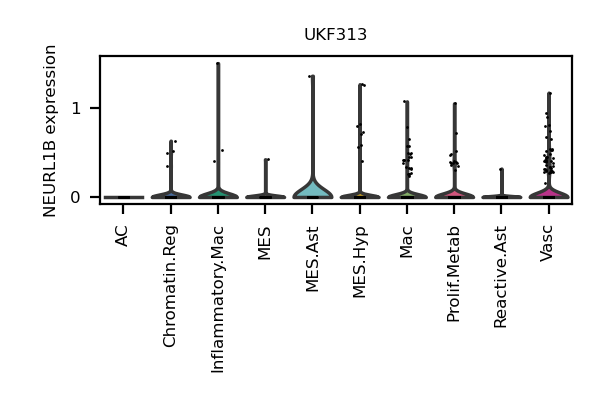 UKF313
NEURL1B expression
1
0
AC
Chromatin.Reg
Inflammatory.Mac
MES
MES.Ast
MES.Hyp
Mac
Prolif.Metab
Reactive.Ast
Vasc